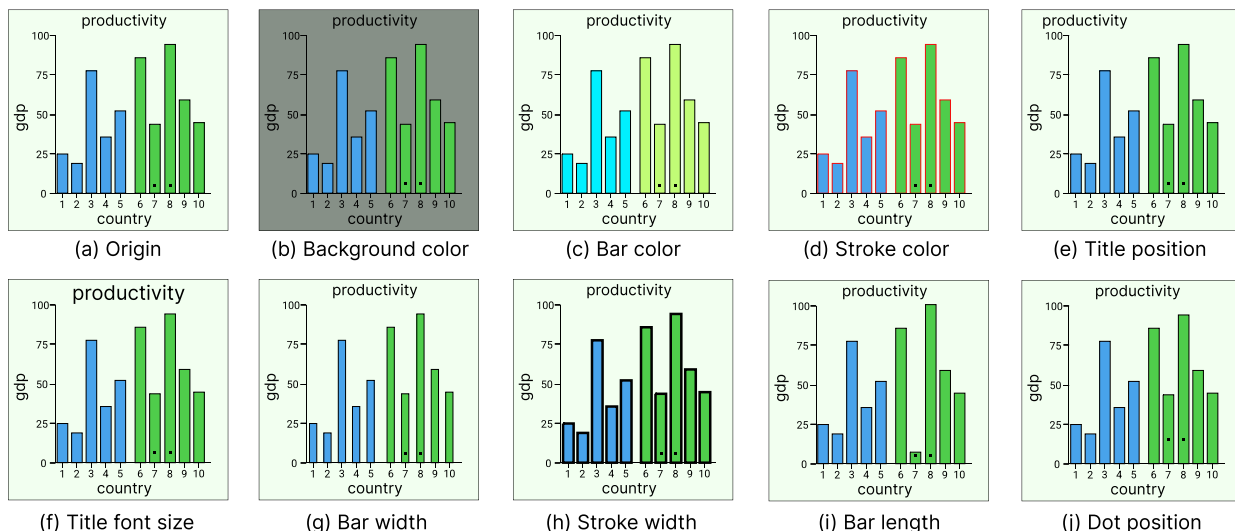 productivity
100
75
50
25
0
gdp
1 2 3 4 5 6 7 8 9 10
country
(a) Origin
productivity
100
75
50
25
0
gdp
1 2 3 4 5 6 7 8 9 10
country
(b) Background color
productivity
100
75
50
25
0
gdp
1 2 3 4 5 6 7 8 9 10
country
(c) Bar color
productivity
100
75
50
25
0
gdp
1 2 3 4 5 6 7 8 9 10
country
(d) Stroke color
productivity
100
75
50
25
0
gdp
1 2 3 4 5 6 7 8 9 10
country
(e) Title position
productivity
100
75
50
25
0
gdp
1 2 3 4 5 6 7 8 9 10
country
(f) Title font size
productivity
100
75
50
25
0
gdp
1 2 3 4 5 6 7 8 9 10
country
(g) Bar width
productivity
100
75
50
25
0
gdp
1 2 3 4 5 6 7 8 9 10
country
(h) Stroke width
productivity
100
75
50
25
0
gdp
1 2 3 4 5 6 7 8 9 10
country
(i) Bar length
productivity
100
75
50
25
0
gdp
1 2 3 4 5 6 7 8 9 10
country
(j) Dot position